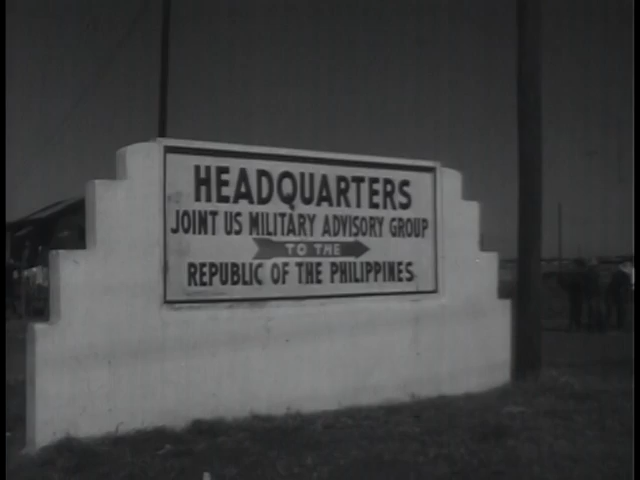 HEADQUARTERS
JOINT US MILITARY ADVISORY GROUP
TO THE
REPUBLIC OF THE PHILIPPINES